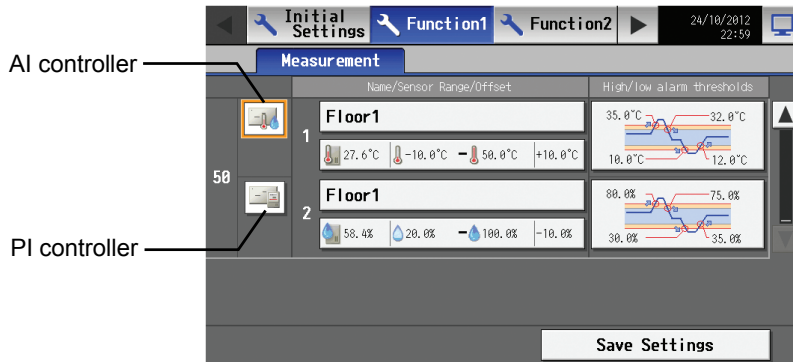 Initial
Settings
Function1
Function2
24/10/2012
22:59
Measurement
Name/Sensor Range/Offset
High/low alarm thresholds
AI controller
50
1
Floor1
27.6°C
-10.0°C
-
50.0°C
+10.0°C
35.0°C
32.0°C
10.0°C
12.0°C
PI controller
2
Floor1
58.4%
20.0%
-
100.0%
-10.0%
80.0%
75.0%
30.0%
35.0%
Save Settings